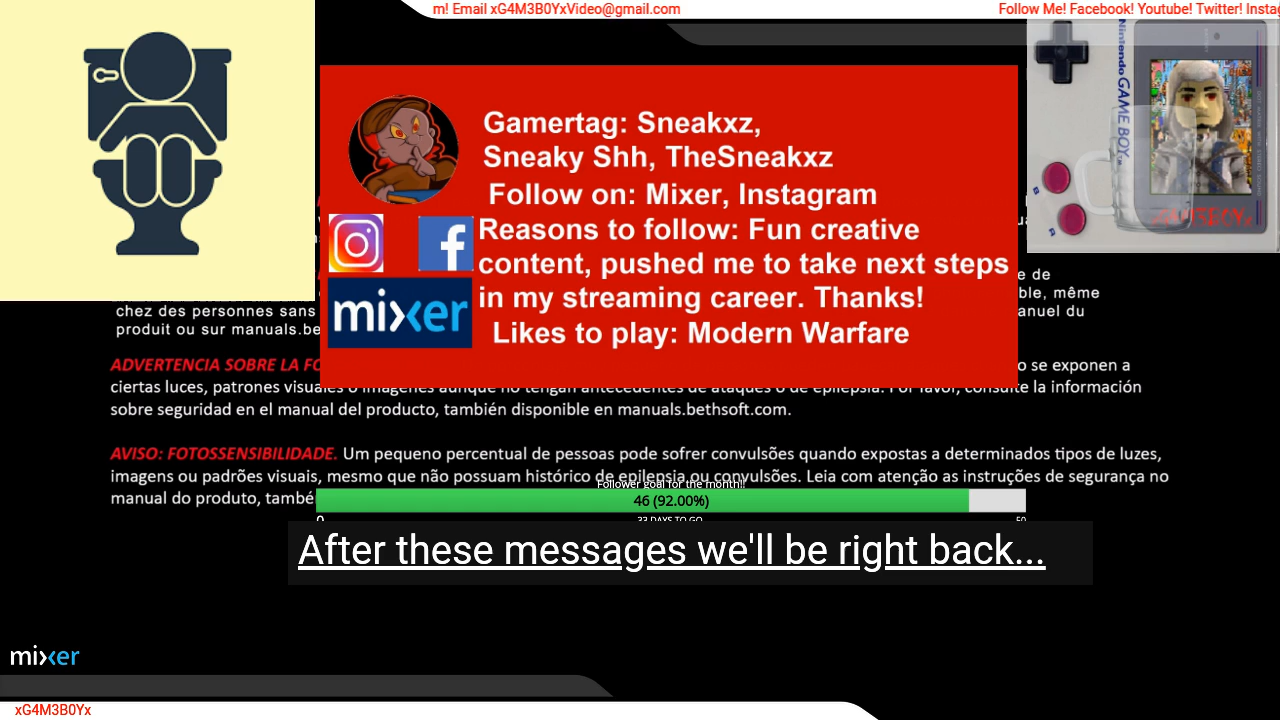 m! Email xG4M3B0YxVideo@gmail.com
Follow Me! Facebook! Youtube! Twitter! Insta
Nintendo GAME BOY
Gamertag: Sneakxz,
Sneaky Shh, TheSneakxz
Follow on: Mixer, Instagram
Reasons to follow: Fun creative
content, pushed me to take next steps
in my streaming career. Thanks!
Likes to play: Modern Warfare
mixer
e de
ble, même
chez des personnes sans
anuel du
produit ou sur manuals.be
ADVERTENCIA SOBRE LA FO
o se exponen a
ciertas luces, patrones visuales o imágenes aunque no tengan antecedentes de ataques o de epilepsia. Por favor, consulte la información
sobre seguridad en el manual del producto, también disponible en manuals.bethsoft.com.
AVISO: FOTOSSENSIBILIDADE. Um pequeno percentual de pessoas pode sofrer convulsões quando expostas a determinados tipos de luzes,
imagens ou padrões visuais, mesmo que não possuam histórico de epilepsia ou convulsões. Leia com atenção as instruções de segurança no
manual do produto, també
Follower goal for the month!!
46 (92.00%)
0
33 DAYS TO GO
50
After these messages we'll be right back...
mixer
xG4M3B0Yx